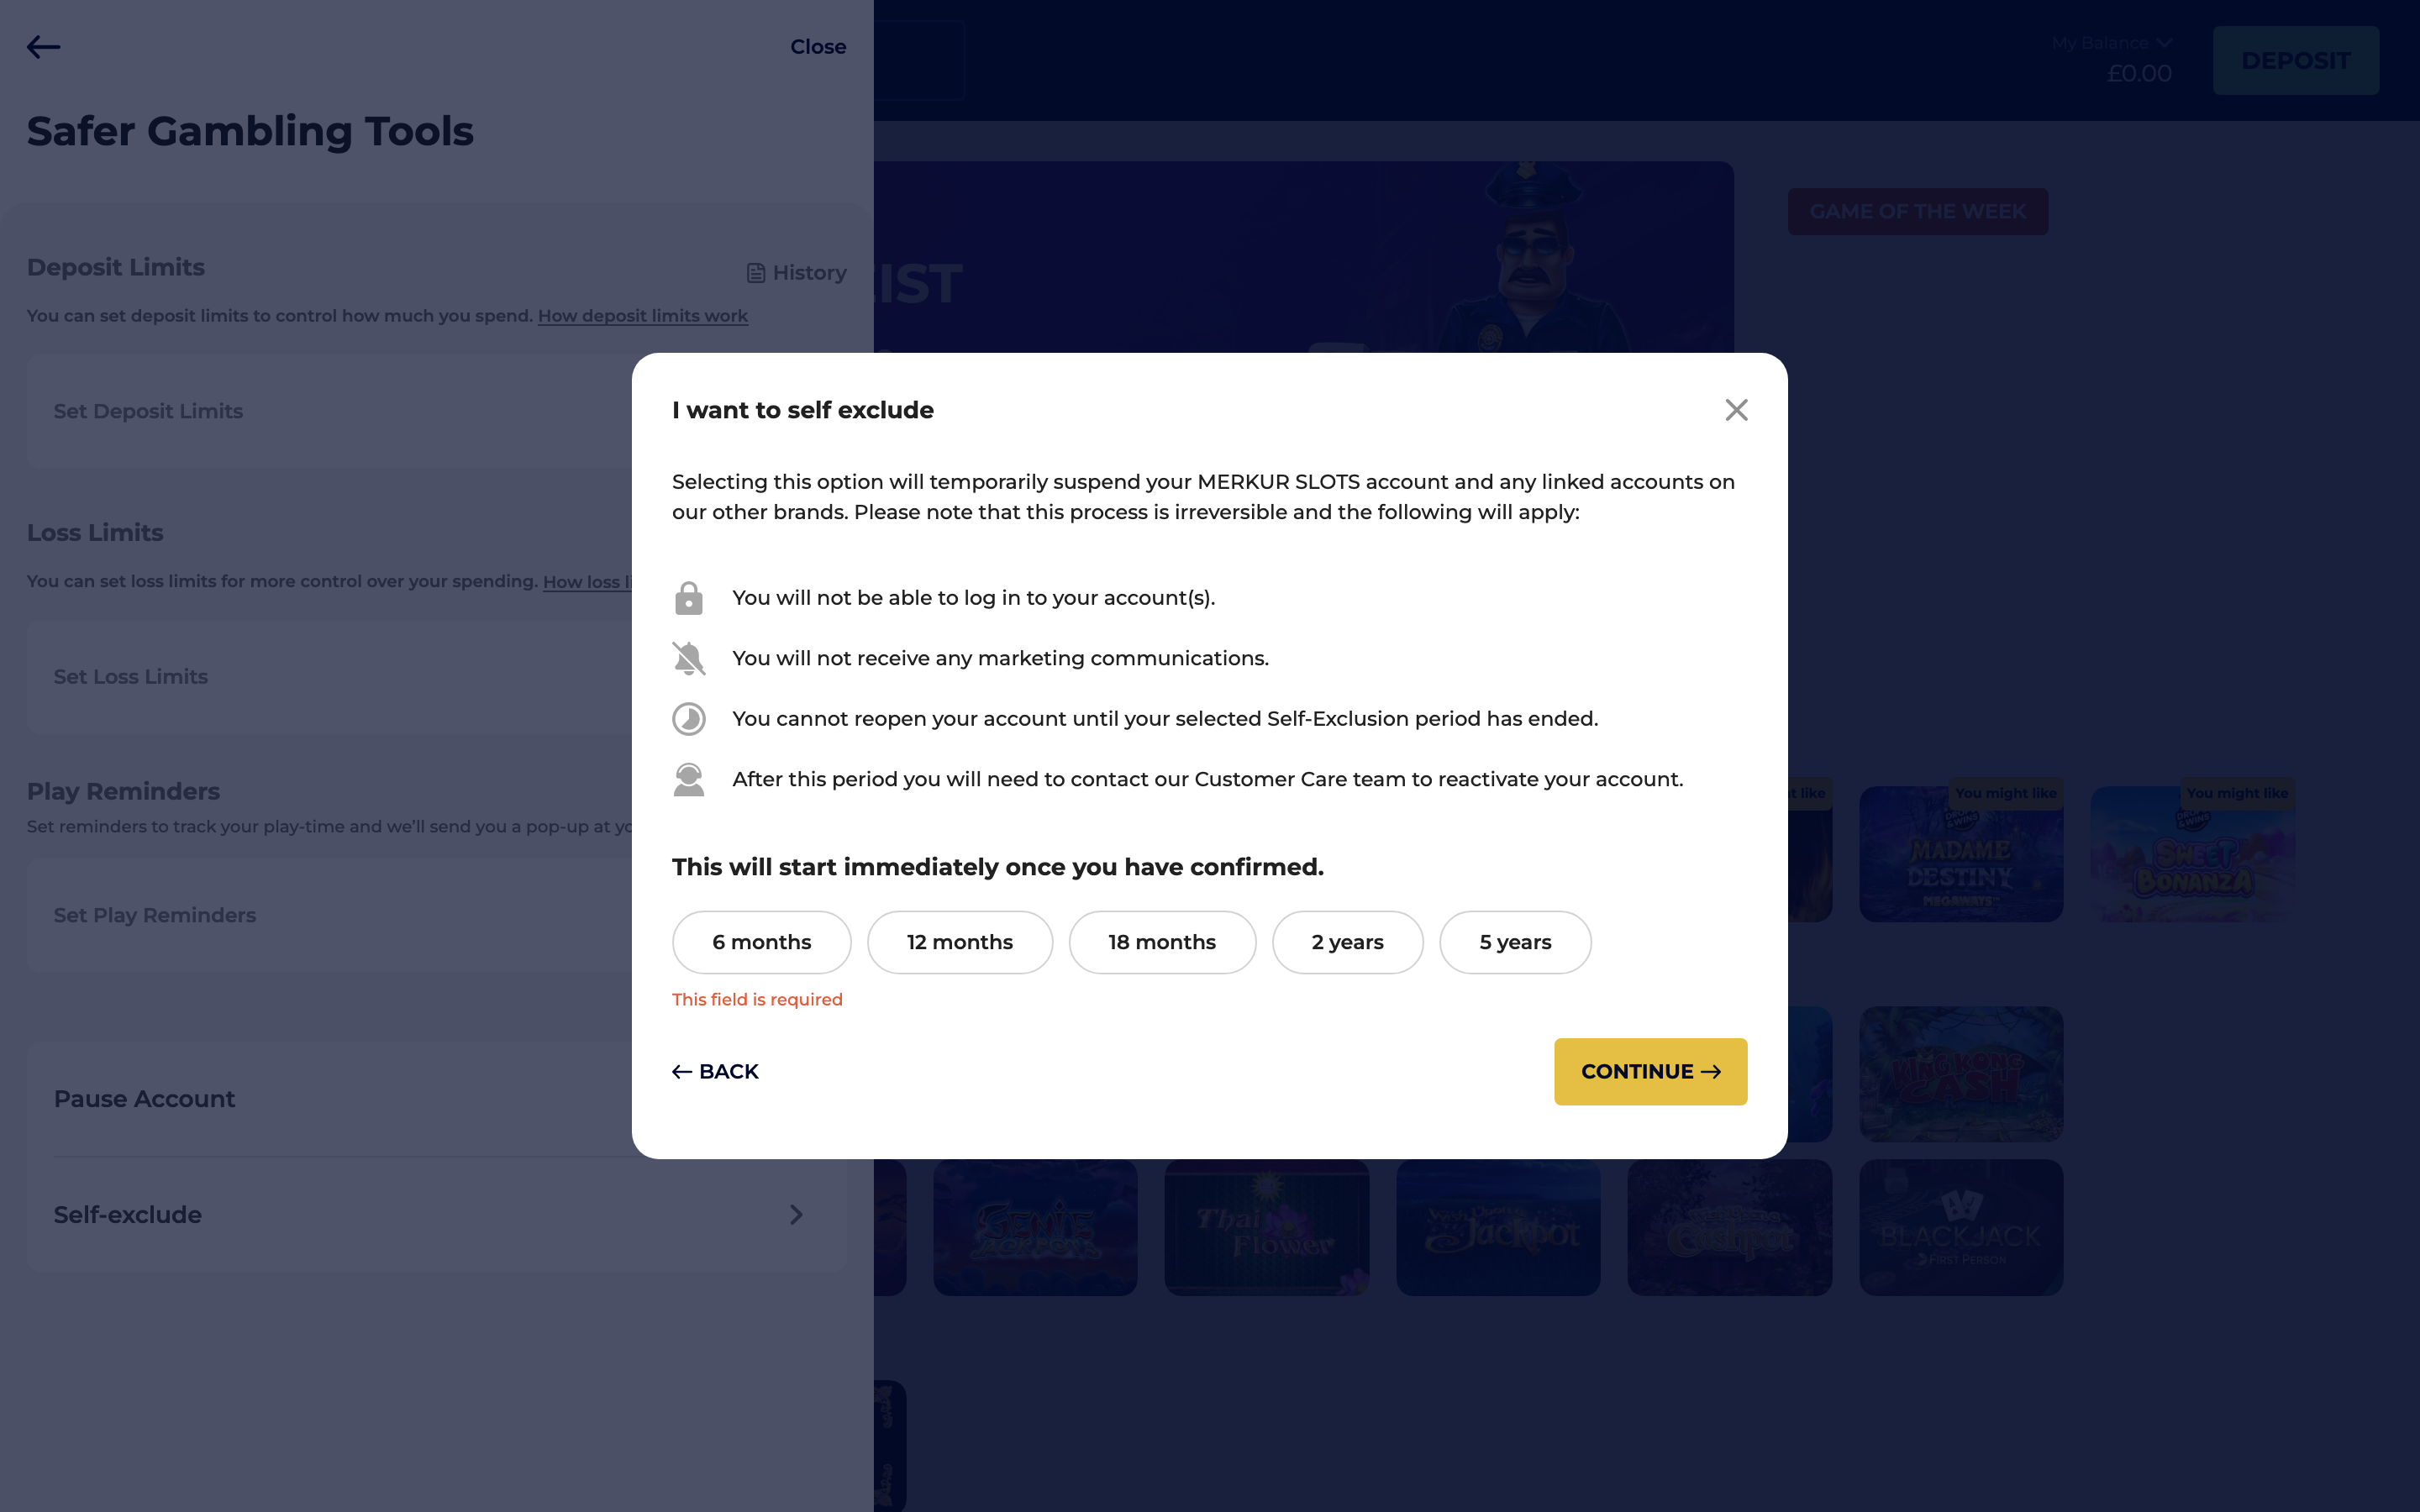 Close
My Balance
£0.00
DEPOSIT
Safer Gambling Tools
GAME OF THE WEEK
Deposit Limits
History
EIST
You can set deposit limits to control how much you spend. How deposit limits work
Set Deposit Limits
Loss Limits
You can set loss limits for more control over your spending. How loss
Set Loss Limits
Play Reminders
Set reminders to track your play-time and we'll send you a pop-up at
Set Play Reminders
Pause Account
Self-exclude
I want to self exclude
Selecting this option will temporarily suspend your MERKUR SLOTS account and any linked accounts on
our other brands. Please note that this process is irreversible and the following will apply:
You will not be able to log in to your account(s).
You will not receive any marketing communications.
You cannot reopen your account until your selected Self-Exclusion period has ended.
After this period you will need to contact our Customer Care team to reactivate your account.
This will start immediately once you have confirmed.
6 months
12 months
18 months
2 years
5 years
This field is required
BACK
CONTINUE
like
You might like
You might like
DROPS & WINS
MADAME
DESTINY
MEGAWAYS
DROPS & WINS
SWEET
BONANZA
KING KONG
CASH
GENIE
JACKPOTS
Thai
Flower
Wish Upon a
Jackpot
Cashpot
BLACKJACK
FIRST PERSON